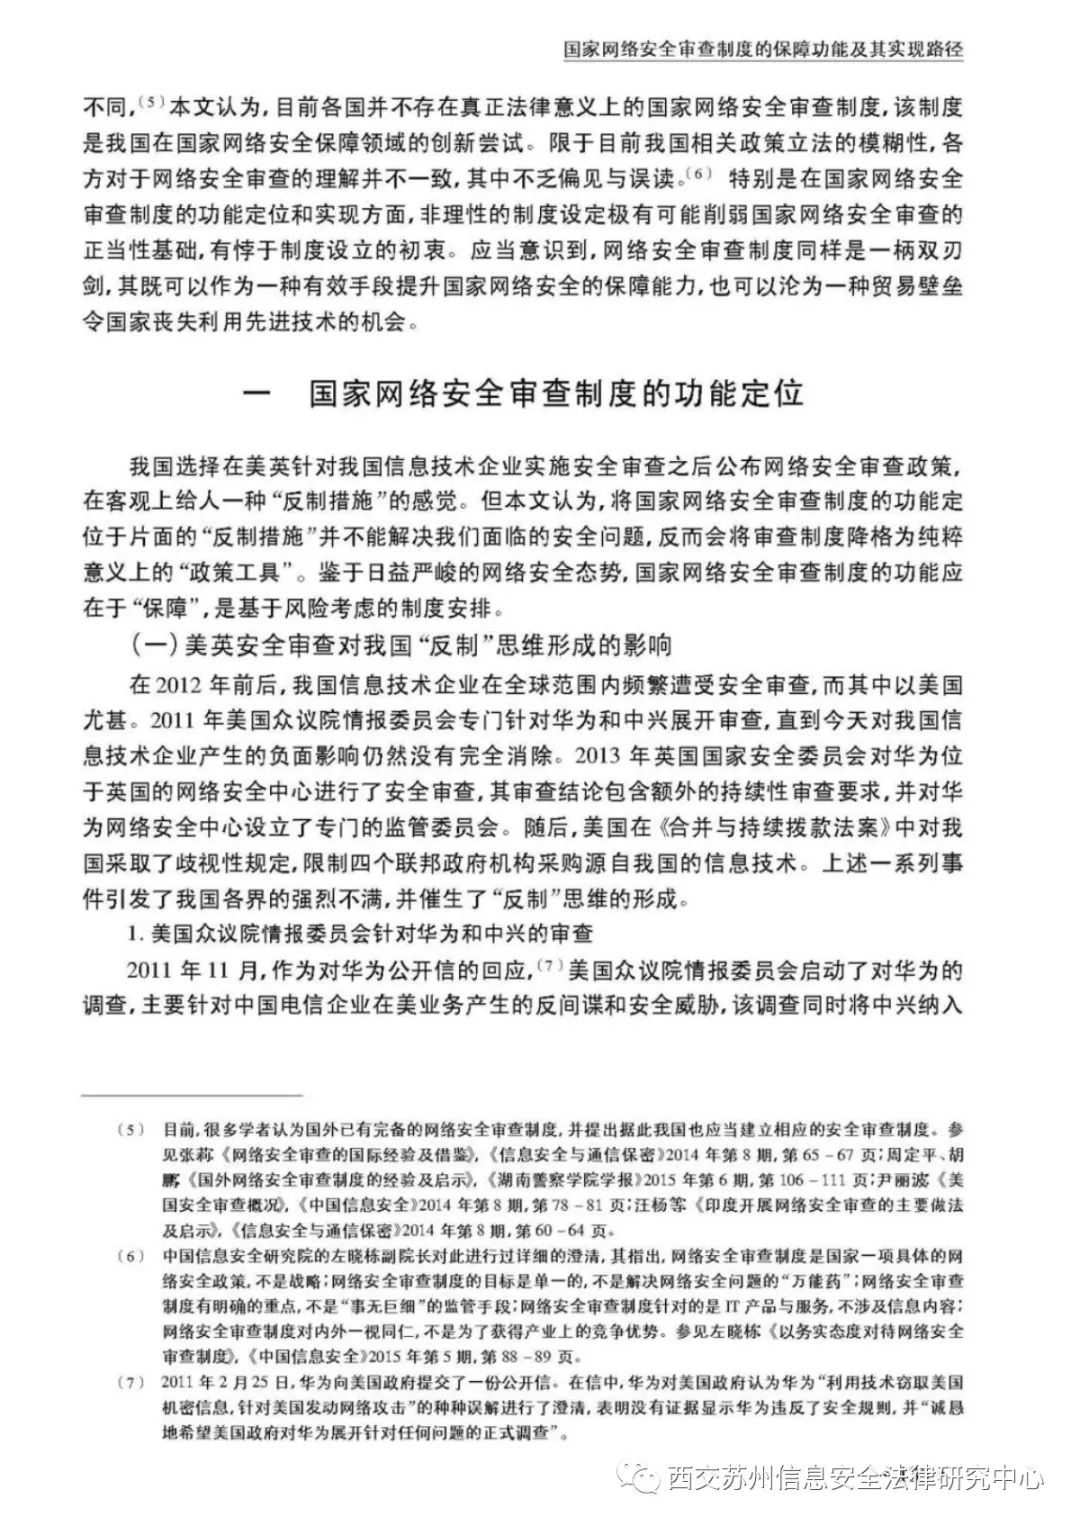 国家网络安全审查制度的保障功能及其实现路径
不同,〔5〕本文认为,目前各国并不存在真正法律意义上的国家网络安全审查制度,该制度
是我国在国家网络安全保障领域的创新尝试。限于目前我国相关政策立法的模糊性,各
方对于网络安全审查的理解并不一致,其中不乏偏见与误读。〔6〕 特别是在国家网络安全
审查制度的功能定位和实现方面,非理性的制度设定极有可能削弱国家网络安全审查的
正当性基础,有悖于制度设立的初衷。应当意识到,网络安全审查制度同样是一柄双刃
剑,其既可以作为一种有效手段提升国家网络安全的保障能力,也可以沦为一种贸易壁垒
令国家丧失利用先进技术的机会。
一 国家网络安全审查制度的功能定位
我国选择在美英针对我国信息技术企业实施安全审查之后公布网络安全审查政策,
在客观上给人一种“反制措施”的感觉。但本文认为,将国家网络安全审查制度的功能定
位于片面的“反制措施”并不能解决我们面临的安全问题,反而会将审查制度降格为纯粹
意义上的“政策工具”。鉴于日益严峻的网络安全态势,国家网络安全审查制度的功能应
在于“保障”,是基于风险考虑的制度安排。
(一)美英安全审查对我国“反制”思维形成的影响
在2012年前后,我国信息技术企业在全球范围内频繁遭受安全审查,而其中以美国
尤甚。2011年美国众议院情报委员会专门针对华为和中兴展开审查,直到今天对我国信
息技术企业产生的负面影响仍然没有完全消除。2013年英国国家安全委员会对华为位
于英国的网络安全中心进行了安全审查,其审查结论包含额外的持续性审查要求,并对华
为网络安全中心设立了专门的监管委员会。随后,美国在《合并与持续拨款法案》中对我
国采取了歧视性规定,限制四个联邦政府机构采购源自我国的信息技术。上述一系列事
件引发了我国各界的强烈不满,并催生了“反制”思维的形成。
1.美国众议院情报委员会针对华为和中兴的审查
2011年11月,作为对华为公开信的回应,〔7〕美国众议院情报委员会启动了对华为的
调查,主要针对中国电信企业在美业务产生的反间谍和安全威胁,该调查同时将中兴纳入
〔5〕 目前,很多学者认为国外已有完备的网络安全审查制度,并提出据此我国也应当建立相应的安全审查制度。参
见张莉:《网络安全审查的国际经验及借鉴》,《信息安全与通信保密》2014年第8期,第65-67页;周定平、胡
鹏:《国外网络安全审查制度的经验及启示》,《湖南警察学院学报》2015年第6期,第106-111页;尹丽波:《美
国安全审查概况》,《中国信息安全》2014年第8期,第78-81页;汪杨等:《印度开展网络安全审查的主要做法
及启示》,《信息安全与通信保密》2014年第8期,第60-64页。
〔6〕 中国信息安全研究院的左晓栋副院长对此进行过详细的澄清,其指出,网络安全审查制度是国家一项具体的网
络安全政策,不是战略;网络安全审查制度的目标是单一的,不是解决网络安全问题的“万能药”;网络安全审查
制度有明确的重点,不是“事无巨细”的监管手段;网络安全审查制度针对的是IT产品与服务,不涉及信息内容;
网络安全审查制度对内外一视同仁,不是为了获得产业上的竞争优势。参见左晓栋:《以务实态度对待网络安全
审查制度》,《中国信息安全》2015年第5期,第88-89页。
〔7〕 2011年2月25日,华为向美国政府提交了一份公开信。在信中,华为对美国政府认为华为“利用技术窃取美国
机密信息,针对美国发动网络攻击”的种种误解进行了澄清,表明没有证据显示华为违反了安全规则,并“诚恳
地希望美国政府对华为展开针对任何问题的正式调查”。
西交苏州信息安全法律研究中心